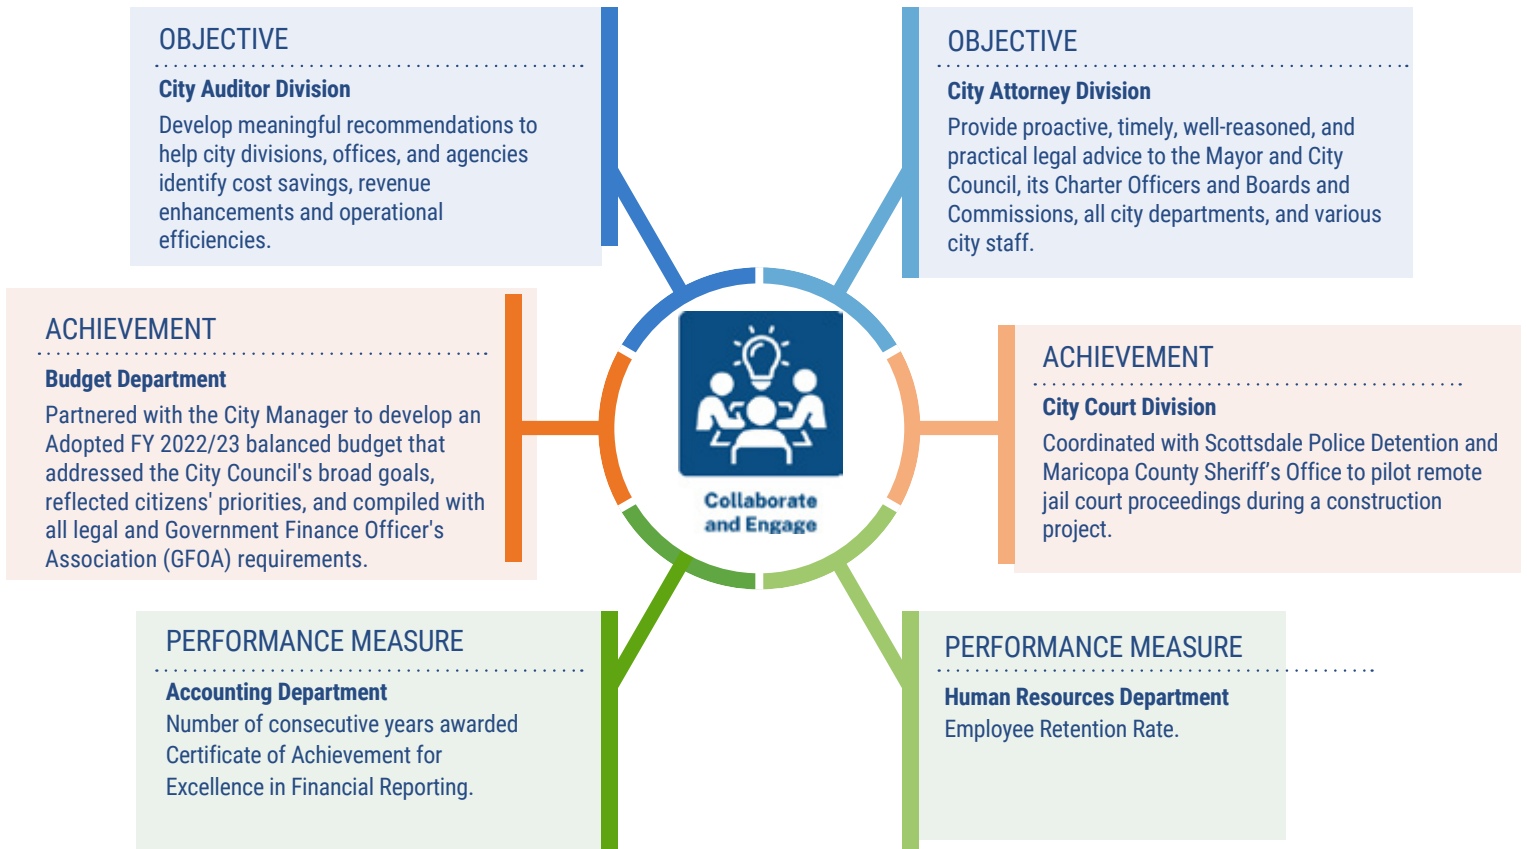 OBJECTIVE
City Auditor Division
Develop meaningful recommendations to
help city divisions, offices, and agencies
identify cost savings, revenue
enhancements and operational
efficiencies.
OBJECTIVE
City Attorney Division
Provide proactive, timely, well-reasoned, and
practical legal advice to the Mayor and City
Council, its Charter Officers and Boards and
Commissions, all city departments, and various
city staff.
ACHIEVEMENT
Budget Department
Partnered with the City Manager to develop an
Adopted FY 2022/23 balanced budget that
addressed the City Council's broad goals,
reflected citizens' priorities, and compiled with
all legal and Government Finance Officer's
Association (GFOA) requirements.
Collaborate
and Engage
ACHIEVEMENT
City Court Division
Coordinated with Scottsdale Police Detention and
Maricopa County Sheriff’s Office to pilot remote
jail court proceedings during a construction
project.
PERFORMANCE MEASURE
Accounting Department
Number of consecutive years awarded
Certificate of Achievement for
Excellence in Financial Reporting.
PERFORMANCE MEASURE
Human Resources Department
Employee Retention Rate.